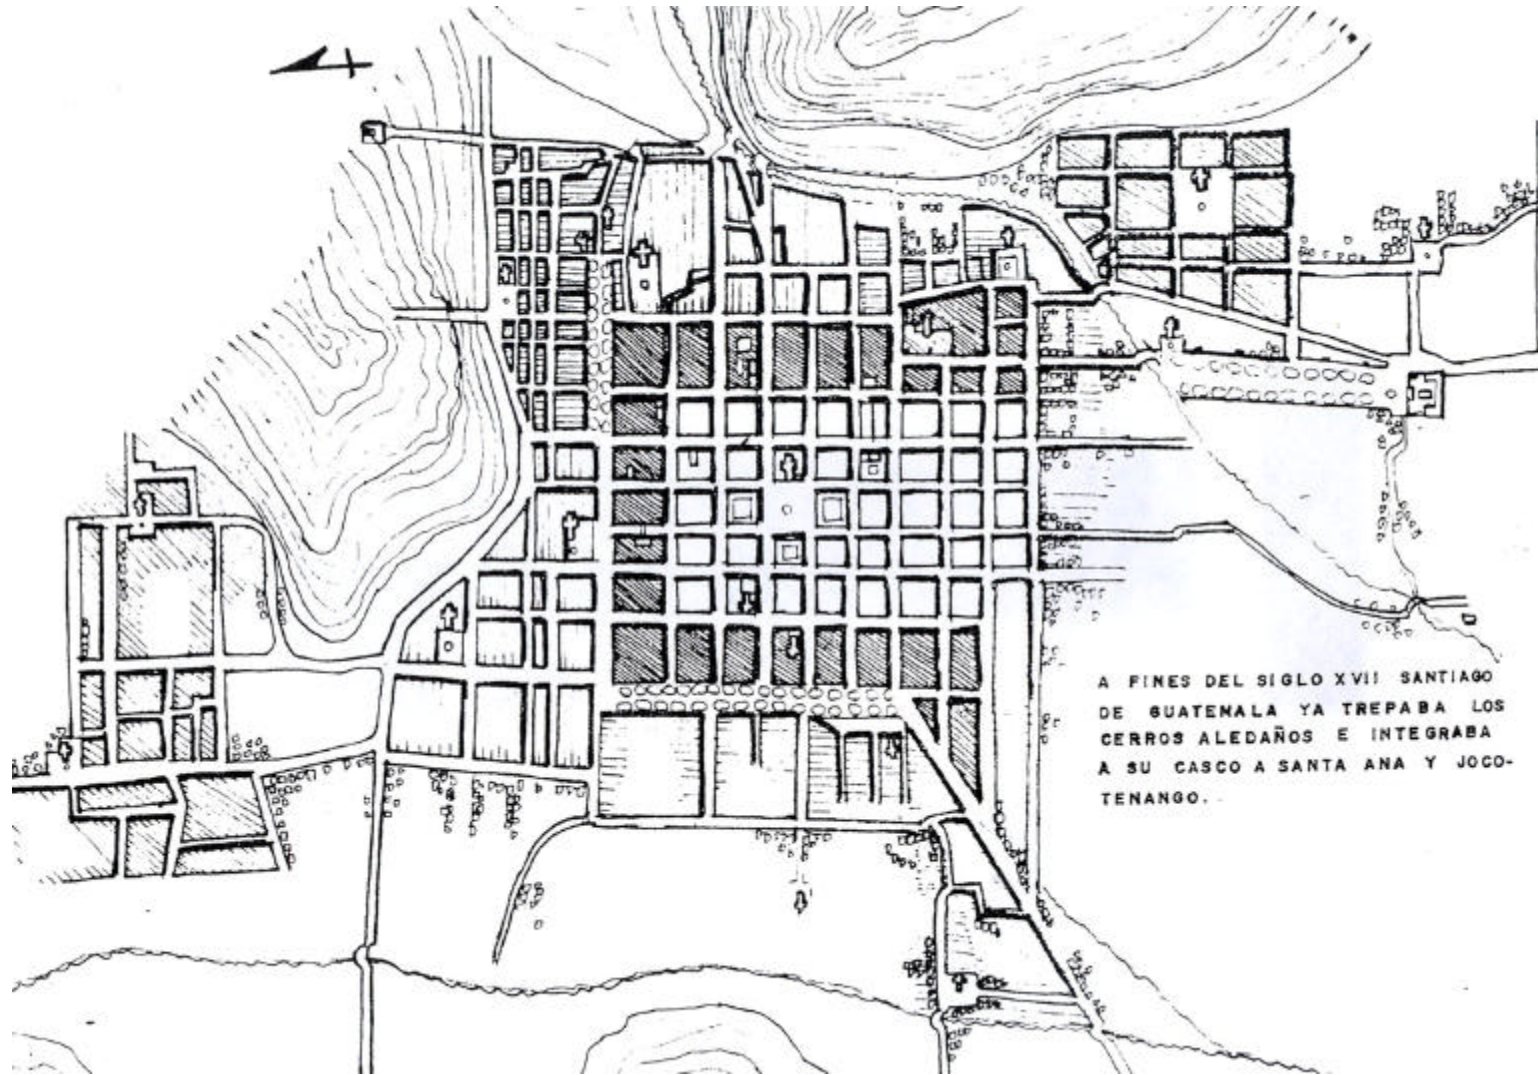 A FINES DEL SIGLO XVII SANTIAGO
DE GUATEMALA YA TREPABA LOS
CERROS ALEDAÑOS E INTEGRABA
A SU CASCO A SANTA ANA Y JOCO-
TENANGO.